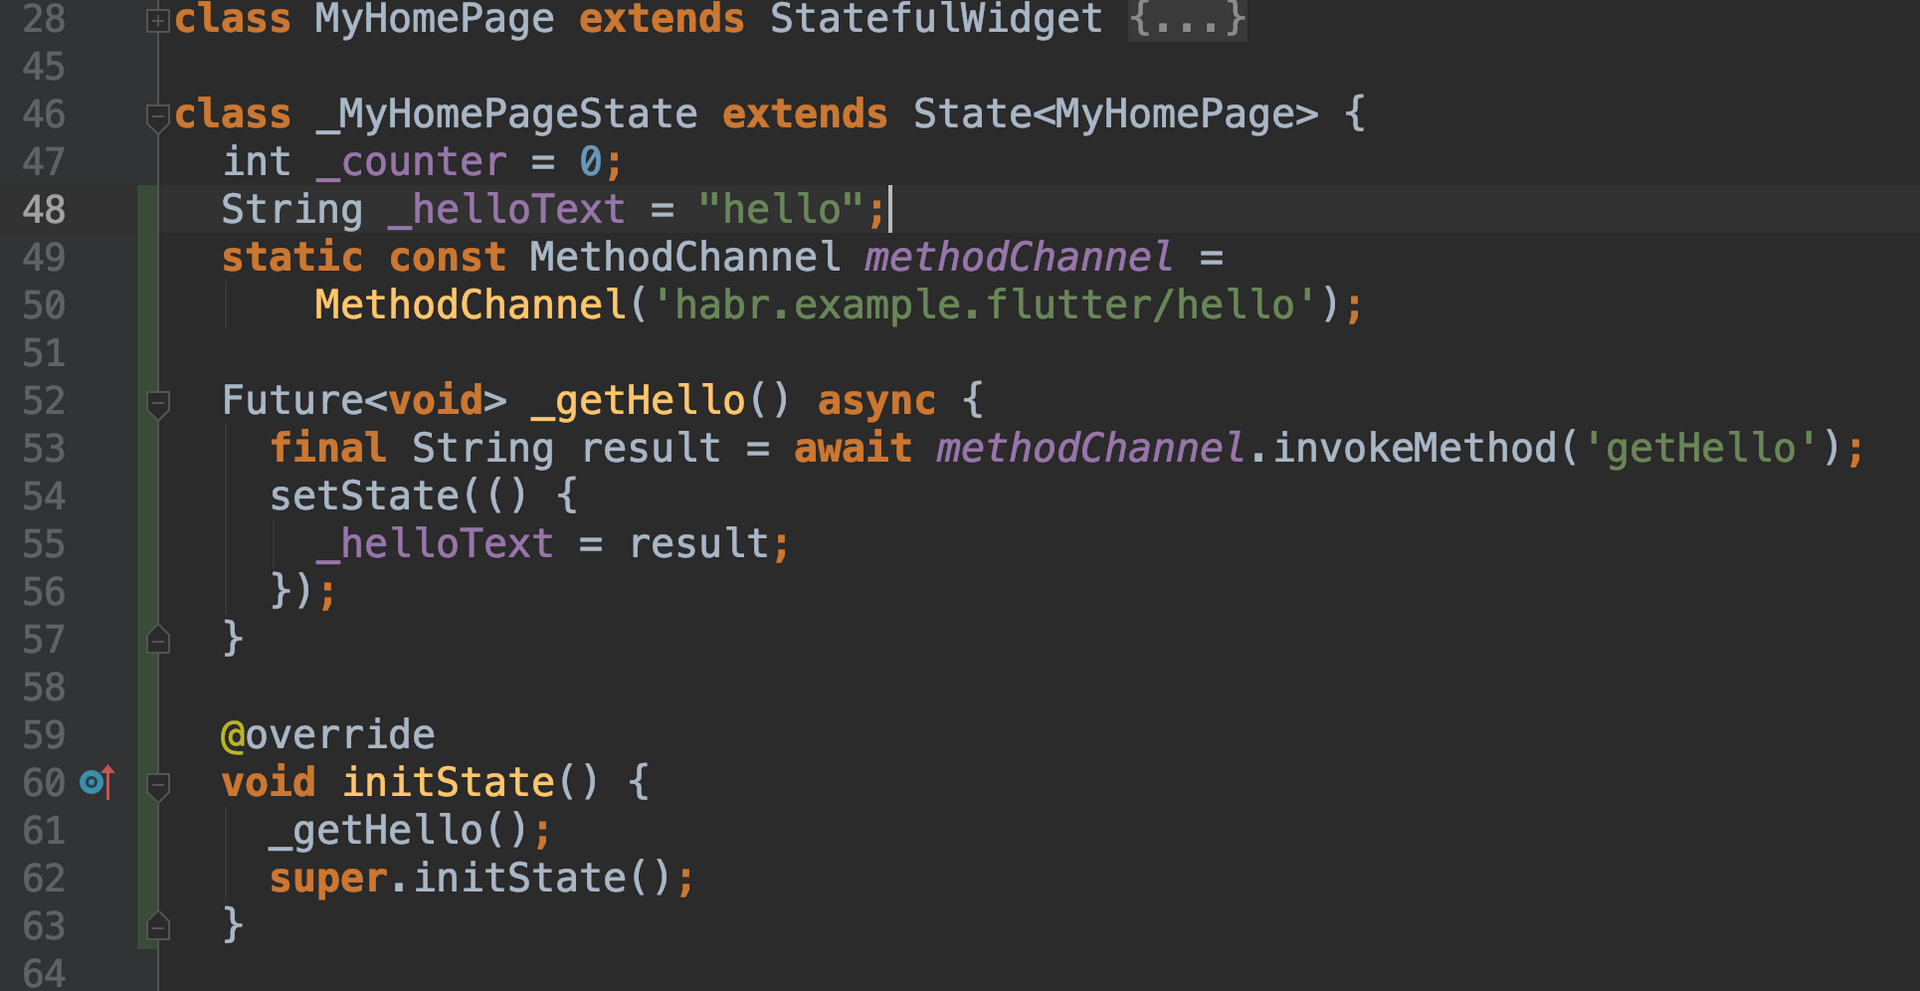 28 class MyHomePage extends StatefulWidget {...}
45
46 class _MyHomePageState extends State<MyHomePage> {
47   int _counter = 0;
48   String _helloText = "hello";
49   static const MethodChannel methodChannel =
50       MethodChannel('habr.example.flutter/hello');
51
52   Future<void> _getHello() async {
53     final String result = await methodChannel.invokeMethod('getHello');
54     setState(() {
55       _helloText = result;
56     });
57   }
58
59   @override
60   void initState() {
61     _getHello();
62     super.initState();
63   }
64